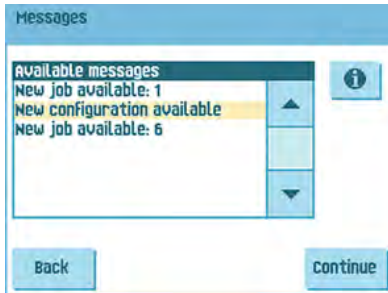 Messages
Available messages
New job available: 1
New configuration available
New job available: 6
Back
Continue